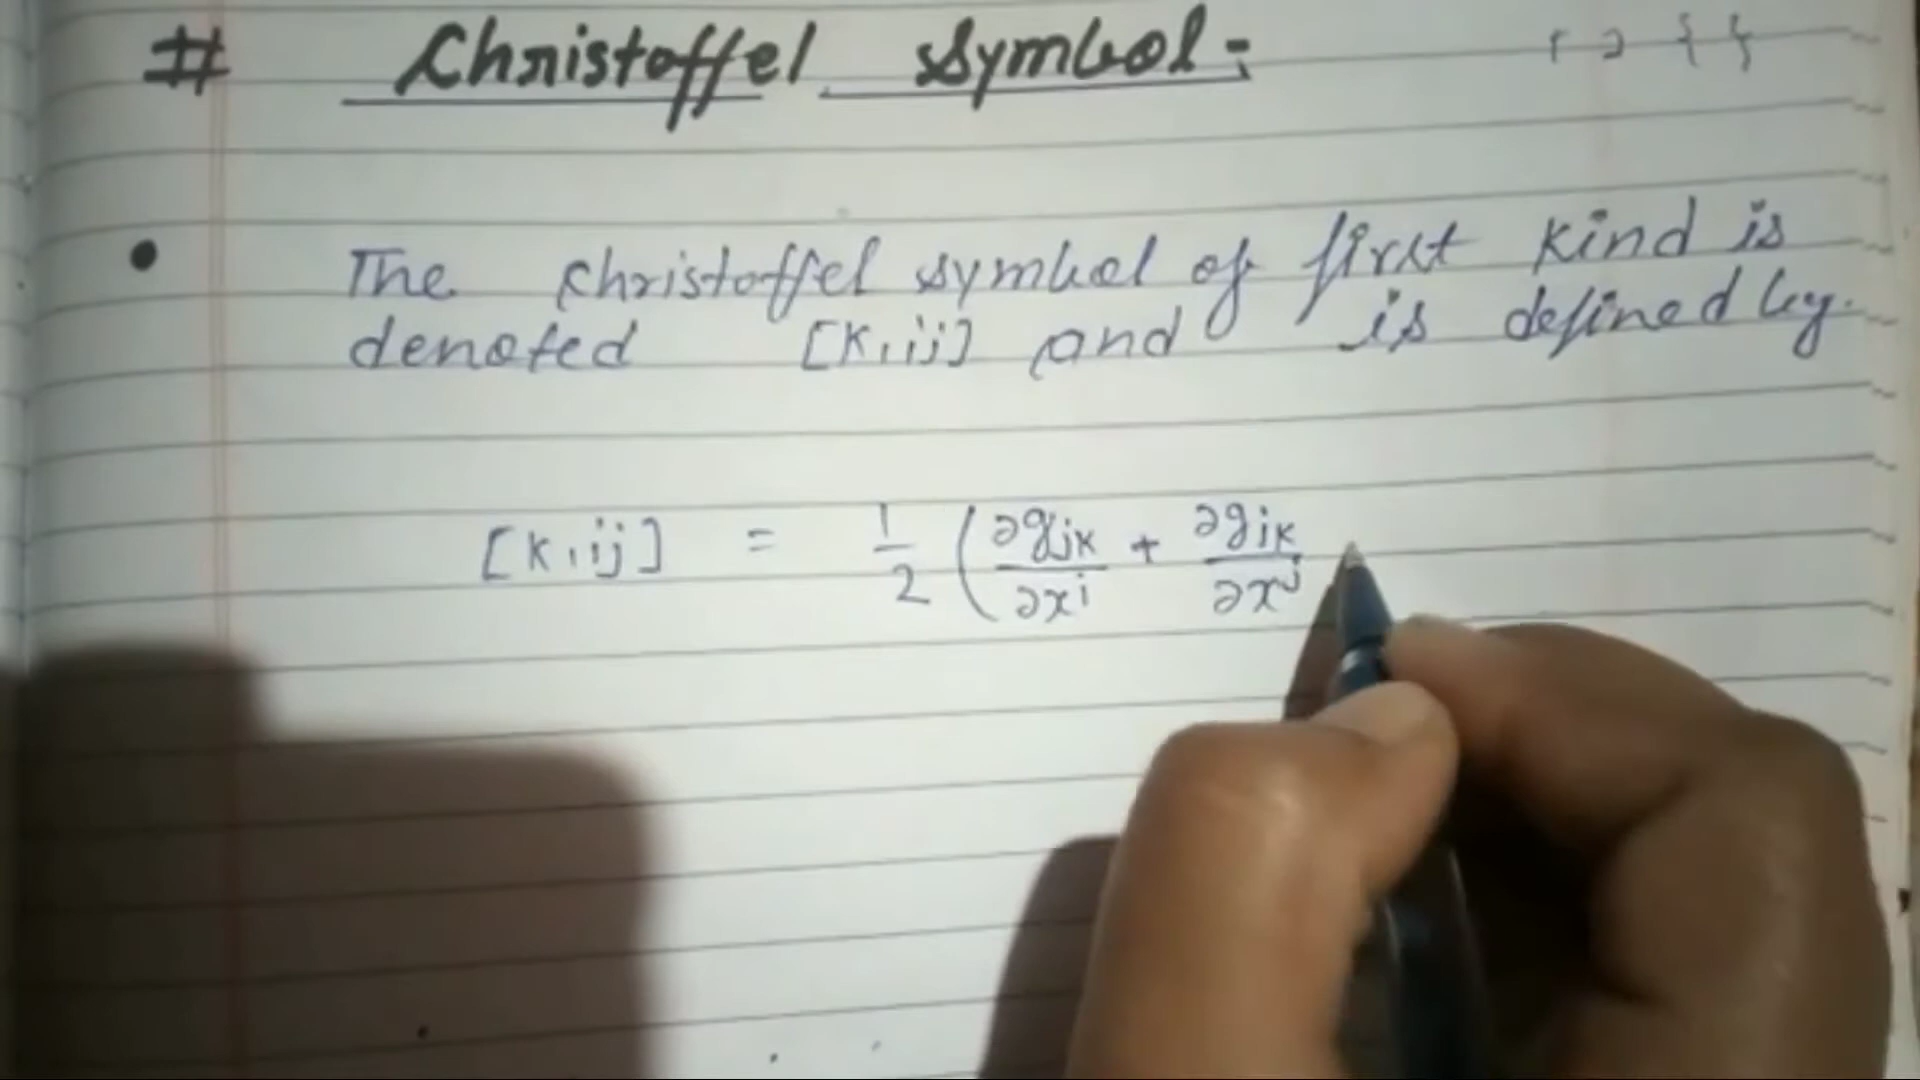 # Christoffel Symbol:-
[ ] { }
• The Christoffel symbol of first kind is
denoted [K, ij] and is defined by.
[K, ij] = 1/2 (∂gjk/∂x^i + ∂gik/∂x^j